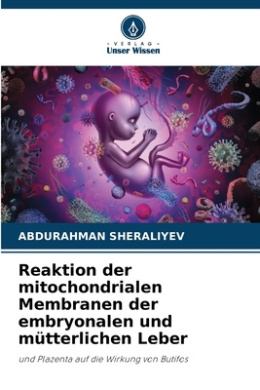 VERLAG
Unser Wissen
ABDURAHMAN SHERALIYEV
Reaktion der
mitochondrialen
Membranen der
embryonalen und
mütterlichen Leber
und Plazenta auf die Wirkung von Butifos